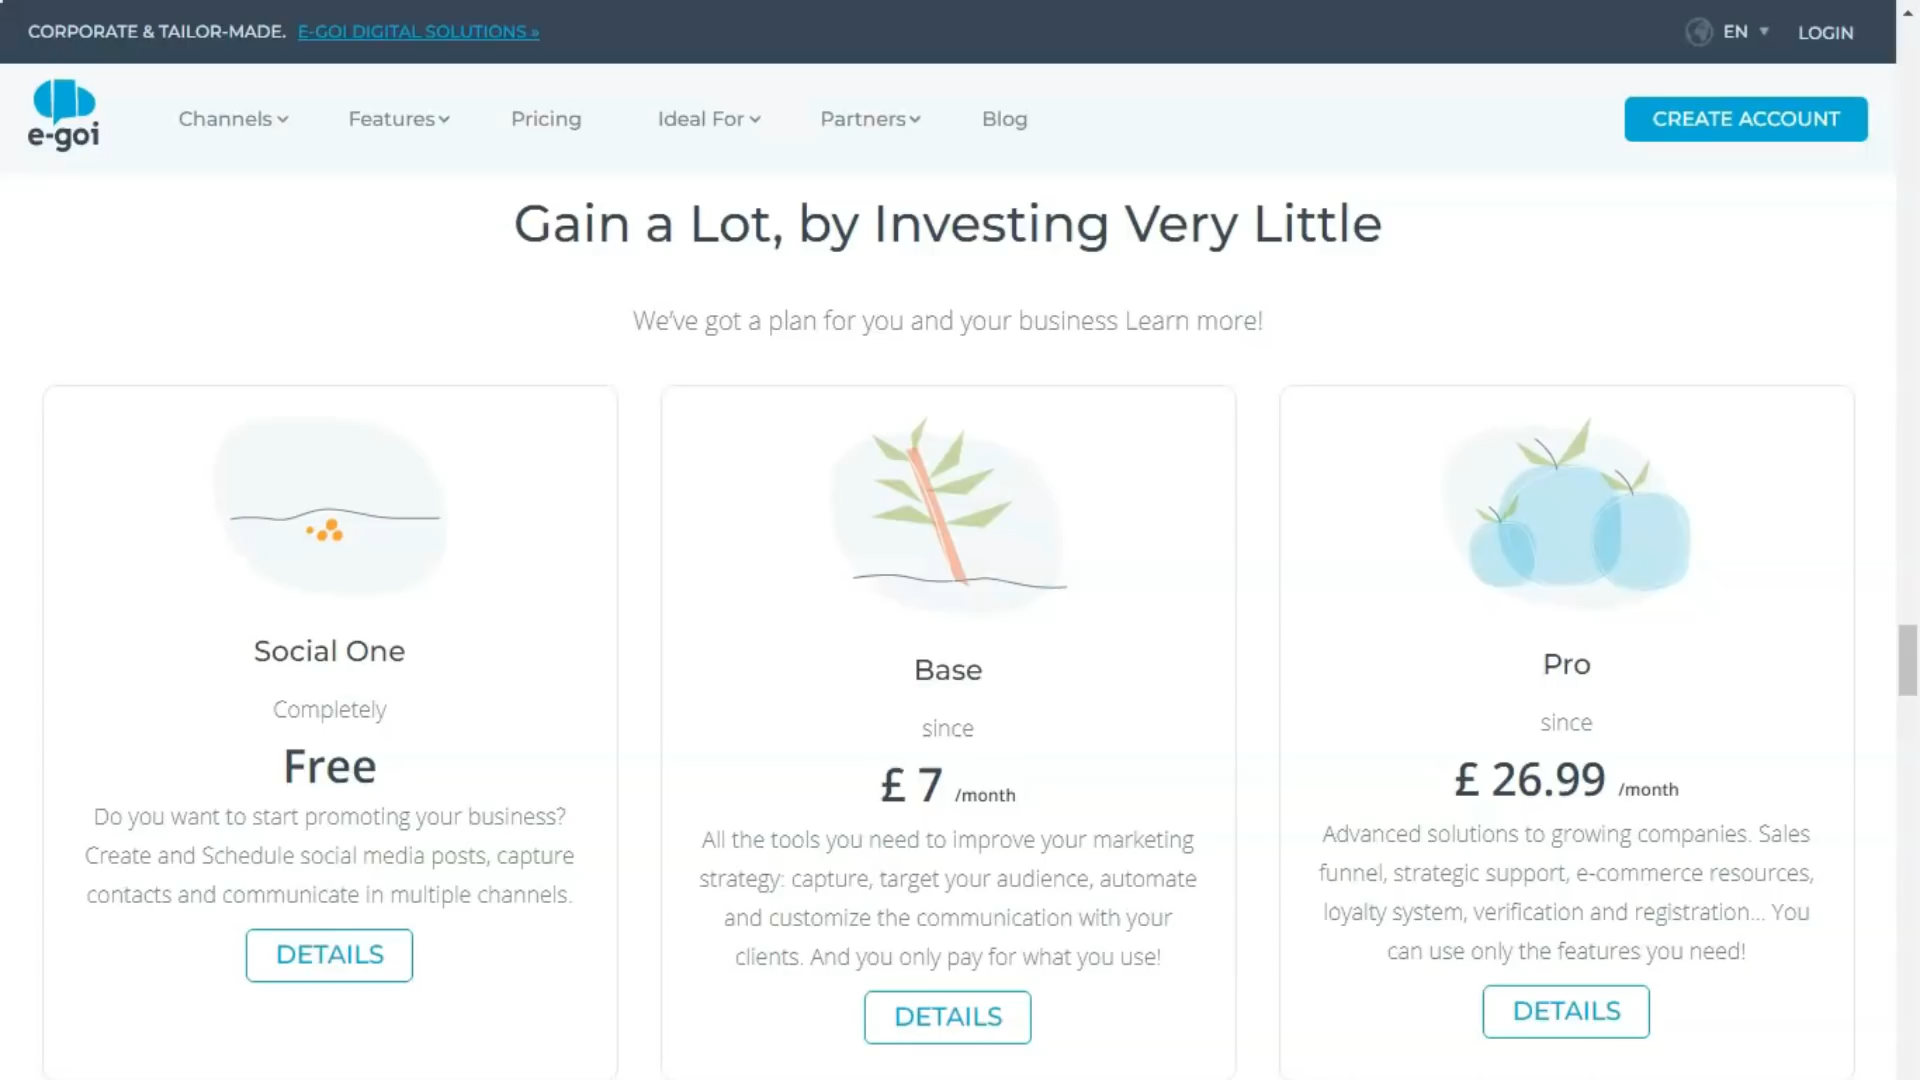 CORPORATE & TAILOR-MADE. E-GOI DIGITAL SOLUTIONS »
EN LOGIN
e-goi
Channels Features Pricing Ideal For Partners Blog
CREATE ACCOUNT
Gain a Lot, by Investing Very Little
We've got a plan for you and your business Learn more!
Social One
Completely
Free
Do you want to start promoting your business?
Create and Schedule social media posts, capture
contacts and communicate in multiple channels.
DETAILS
Base
since
£ 7 /month
All the tools you need to improve your marketing
strategy: capture, target your audience, automate
and customize the communication with your
clients. And you only pay for what you use!
DETAILS
Pro
since
£ 26.99 /month
Advanced solutions to growing companies. Sales
funnel, strategic support, e-commerce resources,
loyalty system, verification and registration... You
can use only the features you need!
DETAILS